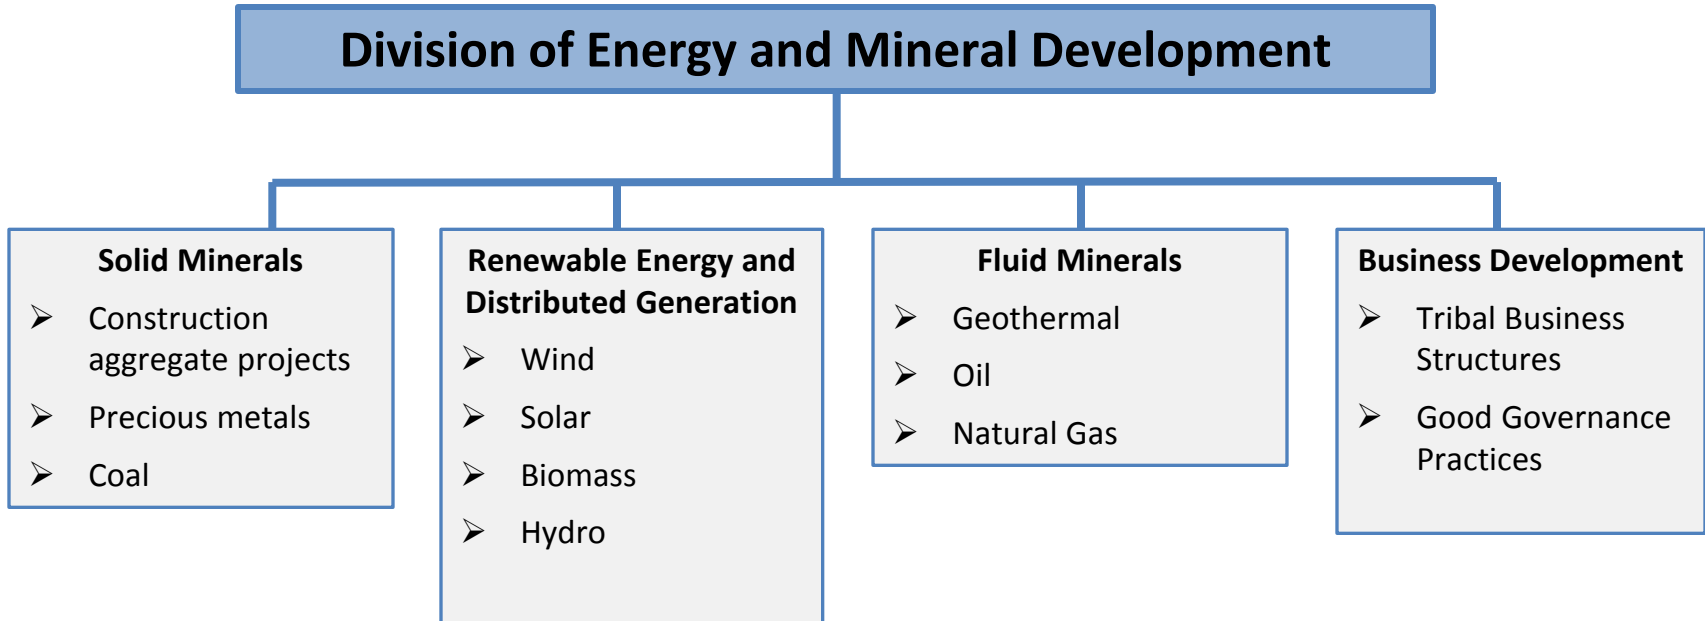 Division of Energy and Mineral Development
Solid Minerals
➢ Construction
aggregate projects
➢ Precious metals
➢ Coal
Renewable Energy and
Distributed Generation
➢ Wind
➢ Solar
➢ Biomass
➢ Hydro
Fluid Minerals
➢ Geothermal
➢ Oil
➢ Natural Gas
Business Development
➢ Tribal Business
Structures
➢ Good Governance
Practices